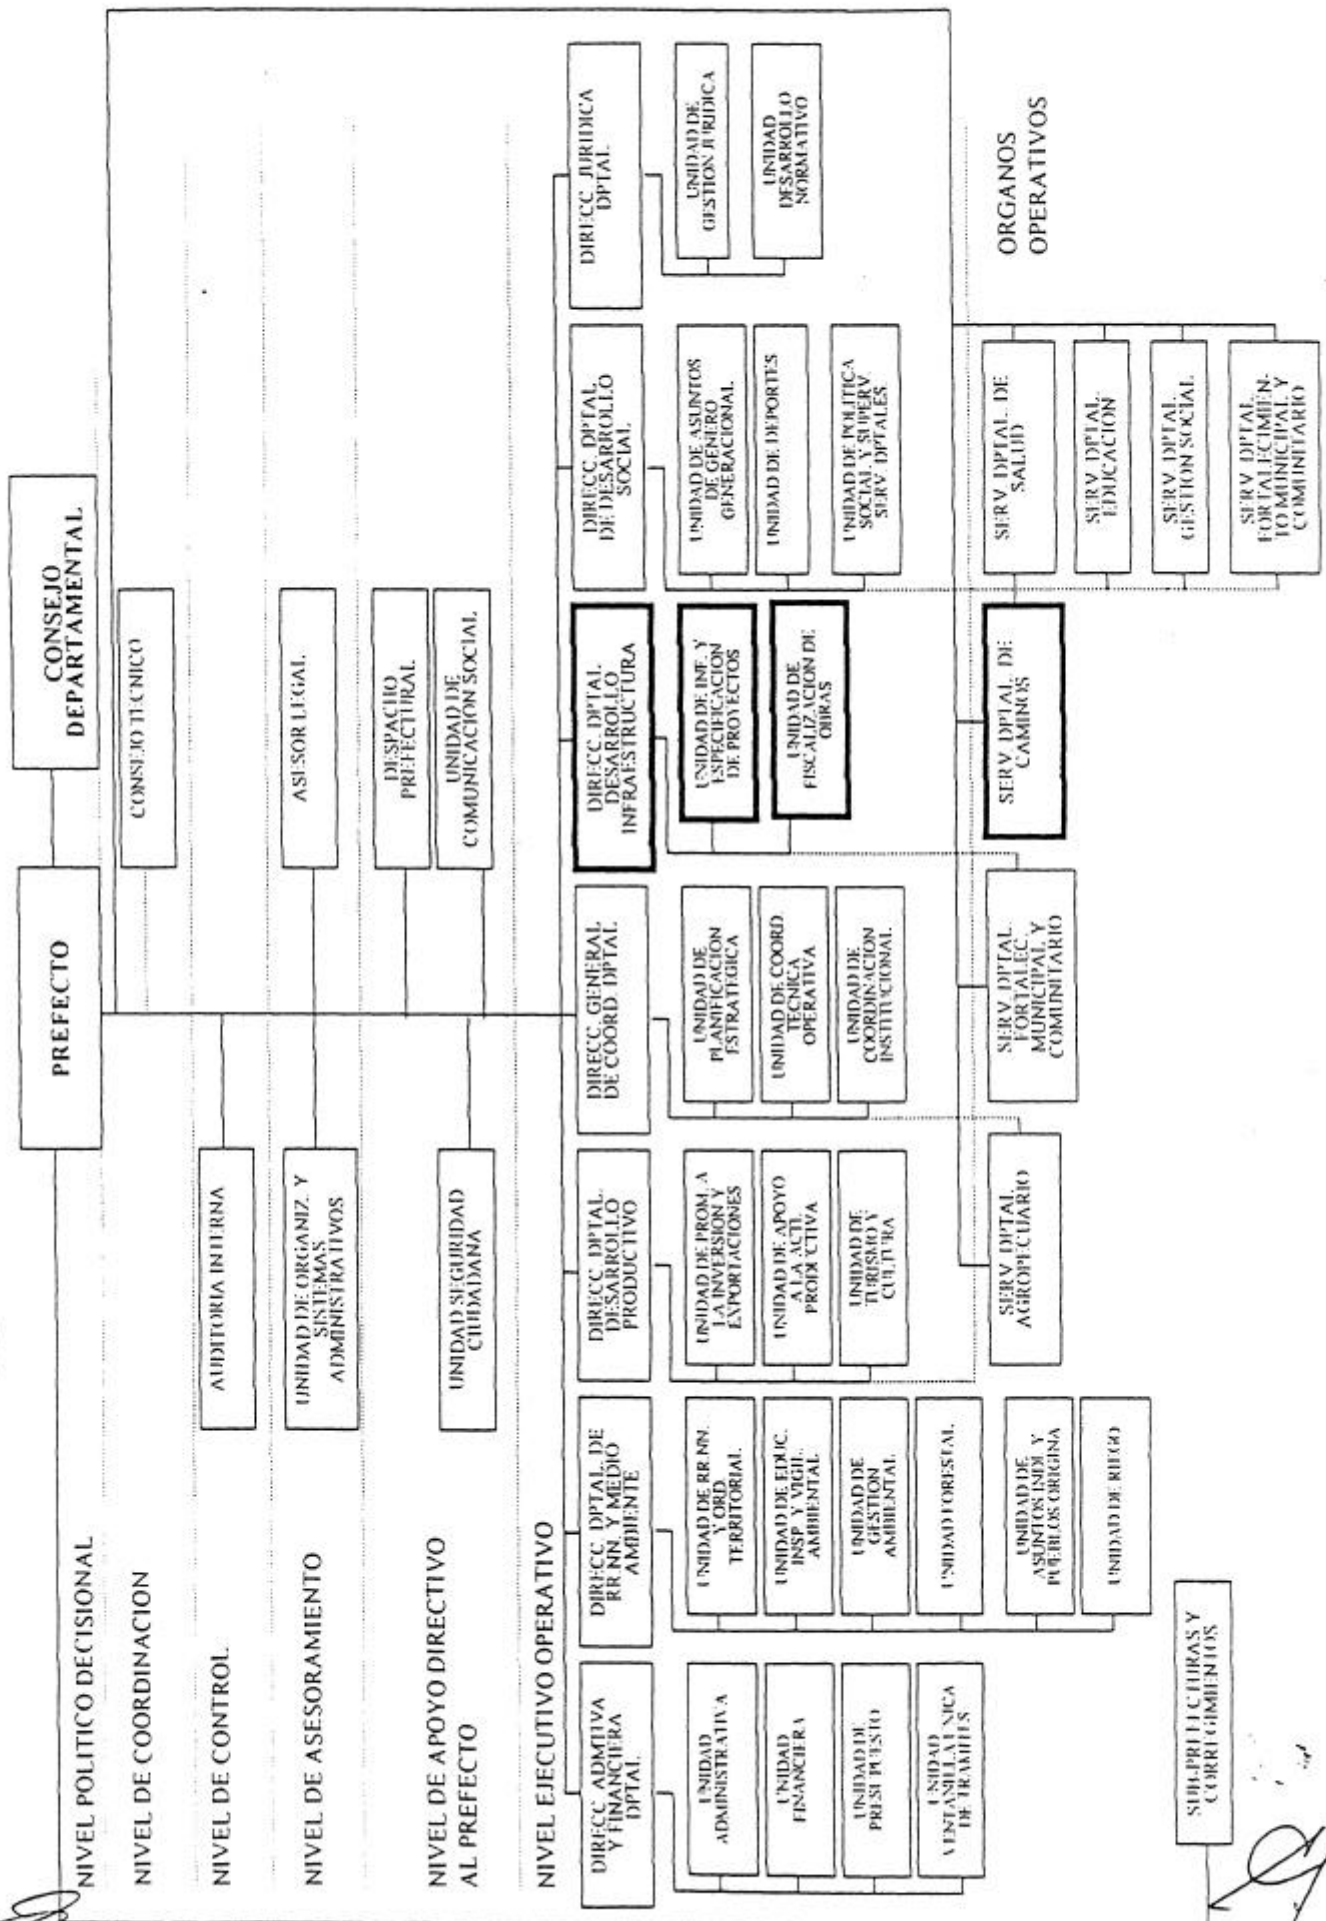 CONSEJO
DEPARTAMENTAL
PREFECTO
NIVEL POLITICO DECISIONAL
CONSEJO TECNICO
NIVEL DE COORDINACION
AUDITORIA INTERNA
NIVEL DE CONTROL
ASESOR LEGAL
UNIDAD DE ORGANIZ. Y
SISTEMAS
ADMINISTRATIVOS
NIVEL DE ASESORAMIENTO
DESPACHO
PREFECTURAL
UNIDAD DE
COMUNICACION SOCIAL
UNIDAD SEGURIDAD
CIUDADANA
NIVEL DE APOYO DIRECTIVO
AL PREFECTO
NIVEL EJECUTIVO OPERATIVO
DIRECC. ADMTIVA
Y FINANCIERA
DPTAL.
UNIDAD
ADMINISTRATIVA
UNIDAD
FINANCIERA
UNIDAD DE
PRESUPUESTO
UNIDAD
VENTANILLA UNICA
DE TRAMITES
DIRECC. DPTAL. DE
RR.NN. Y MEDIO
AMBIENTE
UNIDAD DE RR.NN.
Y ORD.
TERRITORIAL
UNIDAD DE EDUC.
INSP. Y VIGIL.
AMBIENTAL
UNIDAD DE
GESTION
AMBIENTAL
UNIDAD FORESTAL
UNIDAD DE
ASUNTOS INDI. Y
PUEBLOS ORIGINA
UNIDAD DE RIEGO
DIRECC. DPTAL.
DESARROLLO
PRODUCTIVO
UNIDAD DE PROM. A
LA INVERSION Y
EXPORTACIONES
UNIDAD DE APOYO
A LA ACTI.
PRODUCTIVA
UNIDAD DE
TURISMO Y
CULTURA
DIRECC. GENERAL
DE COORD. DPTAL.
UNIDAD DE
PLANIFICACION
ESTRATEGICA
UNIDAD DE COORD.
TECNICA
OPERATIVA
UNIDAD DE
COORDINACION
INSTITUCIONAL
DIRECC. DPTAL.
DESARROLLO
INFRAESTRUCTURA
UNIDAD DE INF. Y
ESPECIFICACION
DE PROYECTOS
UNIDAD DE
FISCALIZACION DE
OBRAS
DIRECC. DPTAL.
DE DESARROLLO
SOCIAL
UNIDAD DE ASUNTOS
DE GENERO
GENERACIONAL
UNIDAD DE DEPORTES
UNIDAD DE POLITICA
SOCIAL Y SUPERV.
SERV. DPTALES
DIRECC. JURIDICA
DPTAL.
UNIDAD DE
GESTION JURIDICA
UNIDAD
DESARROLLO
NORMATIVO
ORGANOS
OPERATIVOS
SERV. DPTAL.
AGROPECUARIO
SERV. DPTAL.
FORTALEC.
MUNICIPAL Y
COMUNITARIO
SERV. DPTAL. DE
CAMINOS
SERV. DPTAL. DE
SALUD
SERV. DPTAL.
EDUCACION
SERV. DPTAL.
GESTION SOCIAL
SERV. DPTAL.
FORTALECIMIEN-
TO MUNICIPAL Y
COMUNITARIO
SUB-PREFECTURAS Y
CORREGIMIENTOS